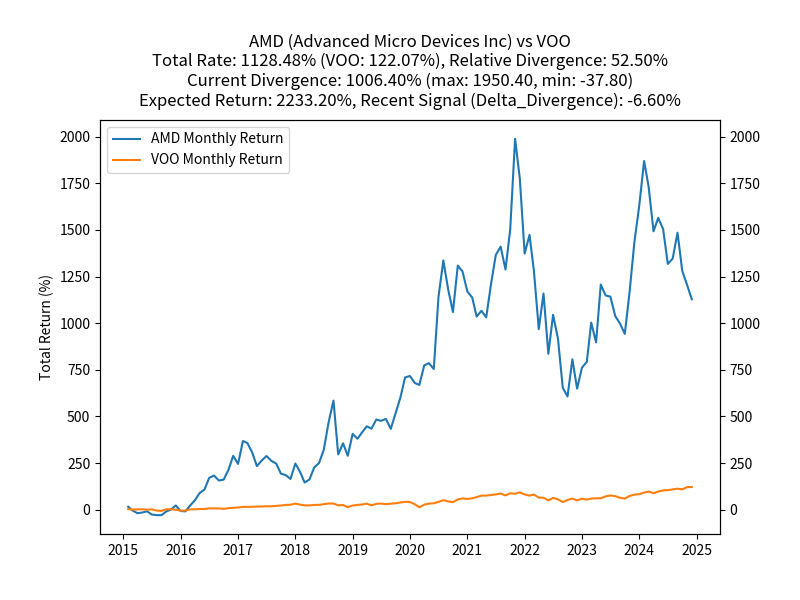 AMD (Advanced Micro Devices Inc) vs VOO
Total Rate: 1128.48% (VOO: 122.07%), Relative Divergence: 52.50%
Current Divergence: 1006.40% (max: 1950.40, min: -37.80)
Expected Return: 2233.20%, Recent Signal (Delta_Divergence): -6.60%
AMD Monthly Return
VOO Monthly Return
Total Return (%)
2000
1750
1500
1250
1000
750
500
250
0
2000
1750
1500
1250
1000
750
500
250
0
2015 2016 2017 2018 2019 2020 2021 2022 2023 2024 2025